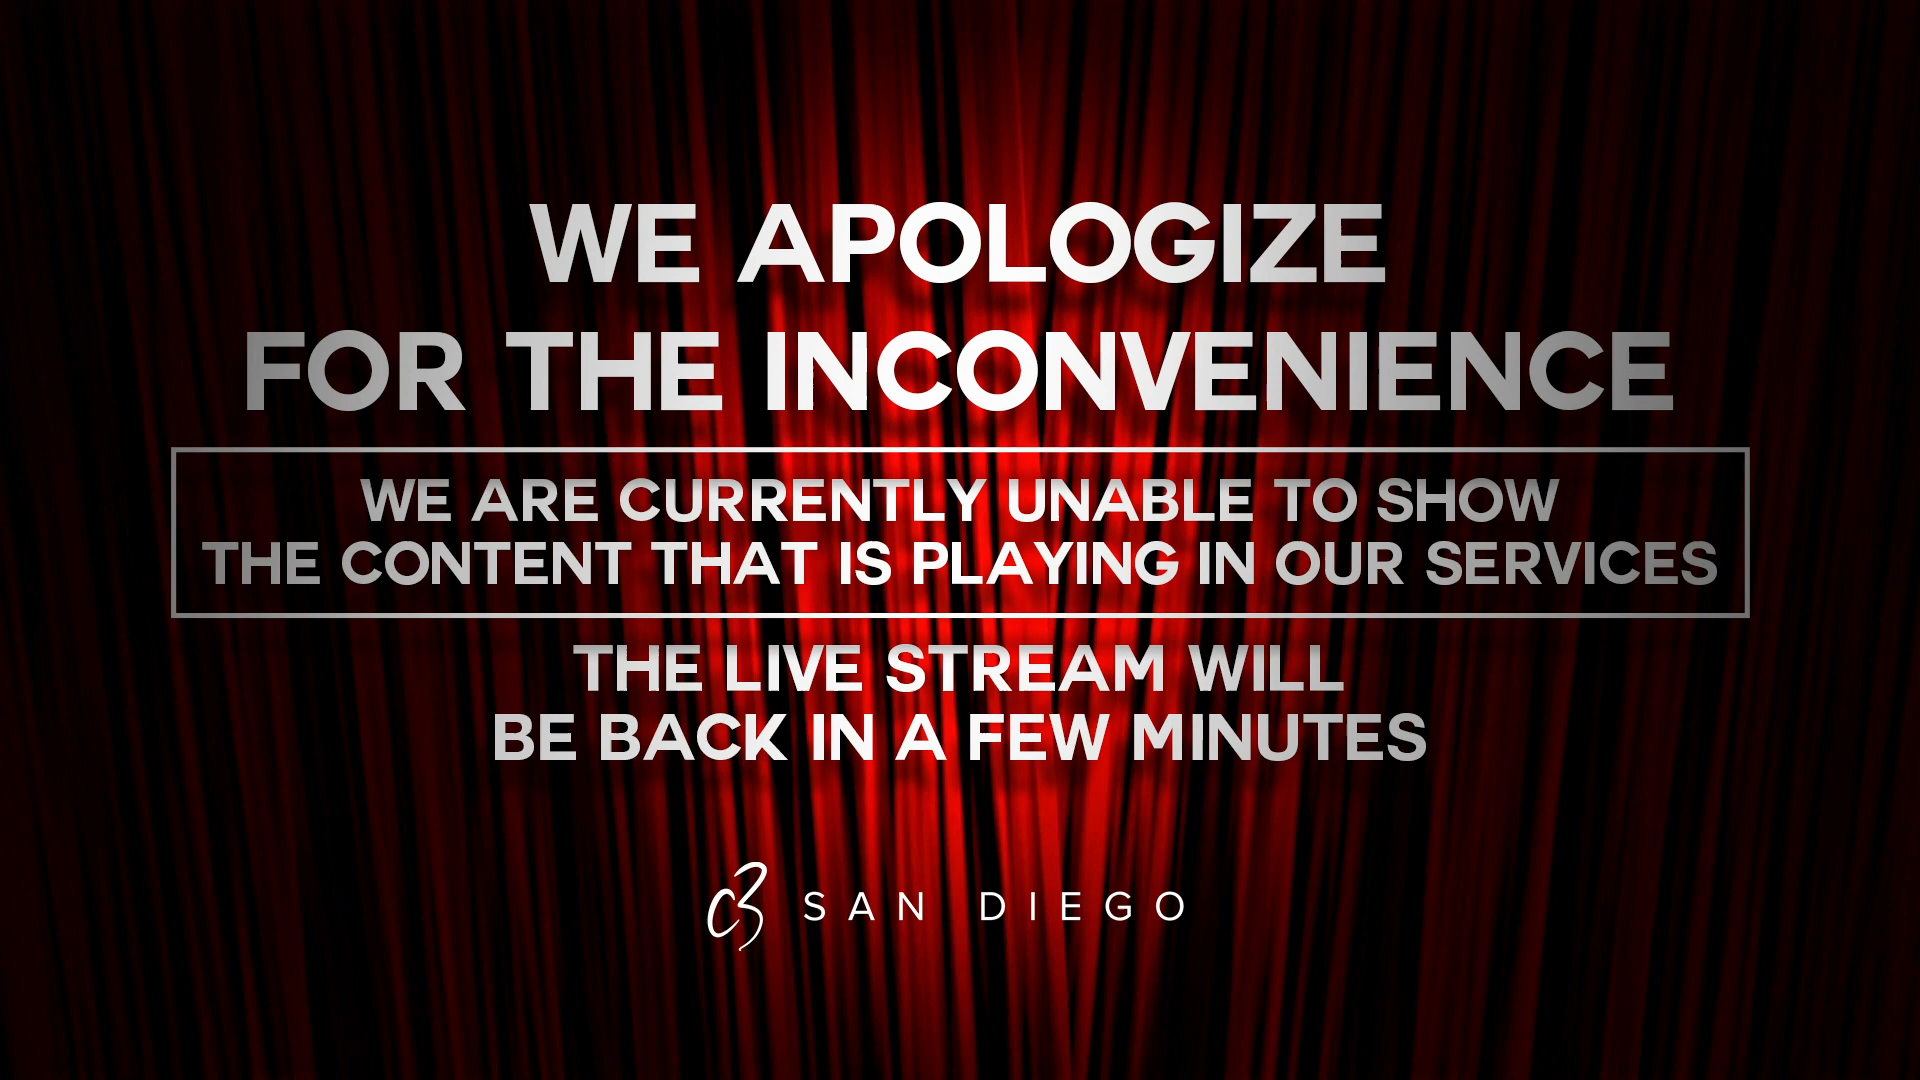 WE APOLOGIZE
FOR THE INCONVENIENCE
WE ARE CURRENTLY UNABLE TO SHOW
THE CONTENT THAT IS PLAYING IN OUR SERVICES
THE LIVE STREAM WILL
BE BACK IN A FEW MINUTES
c3 SAN DIEGO